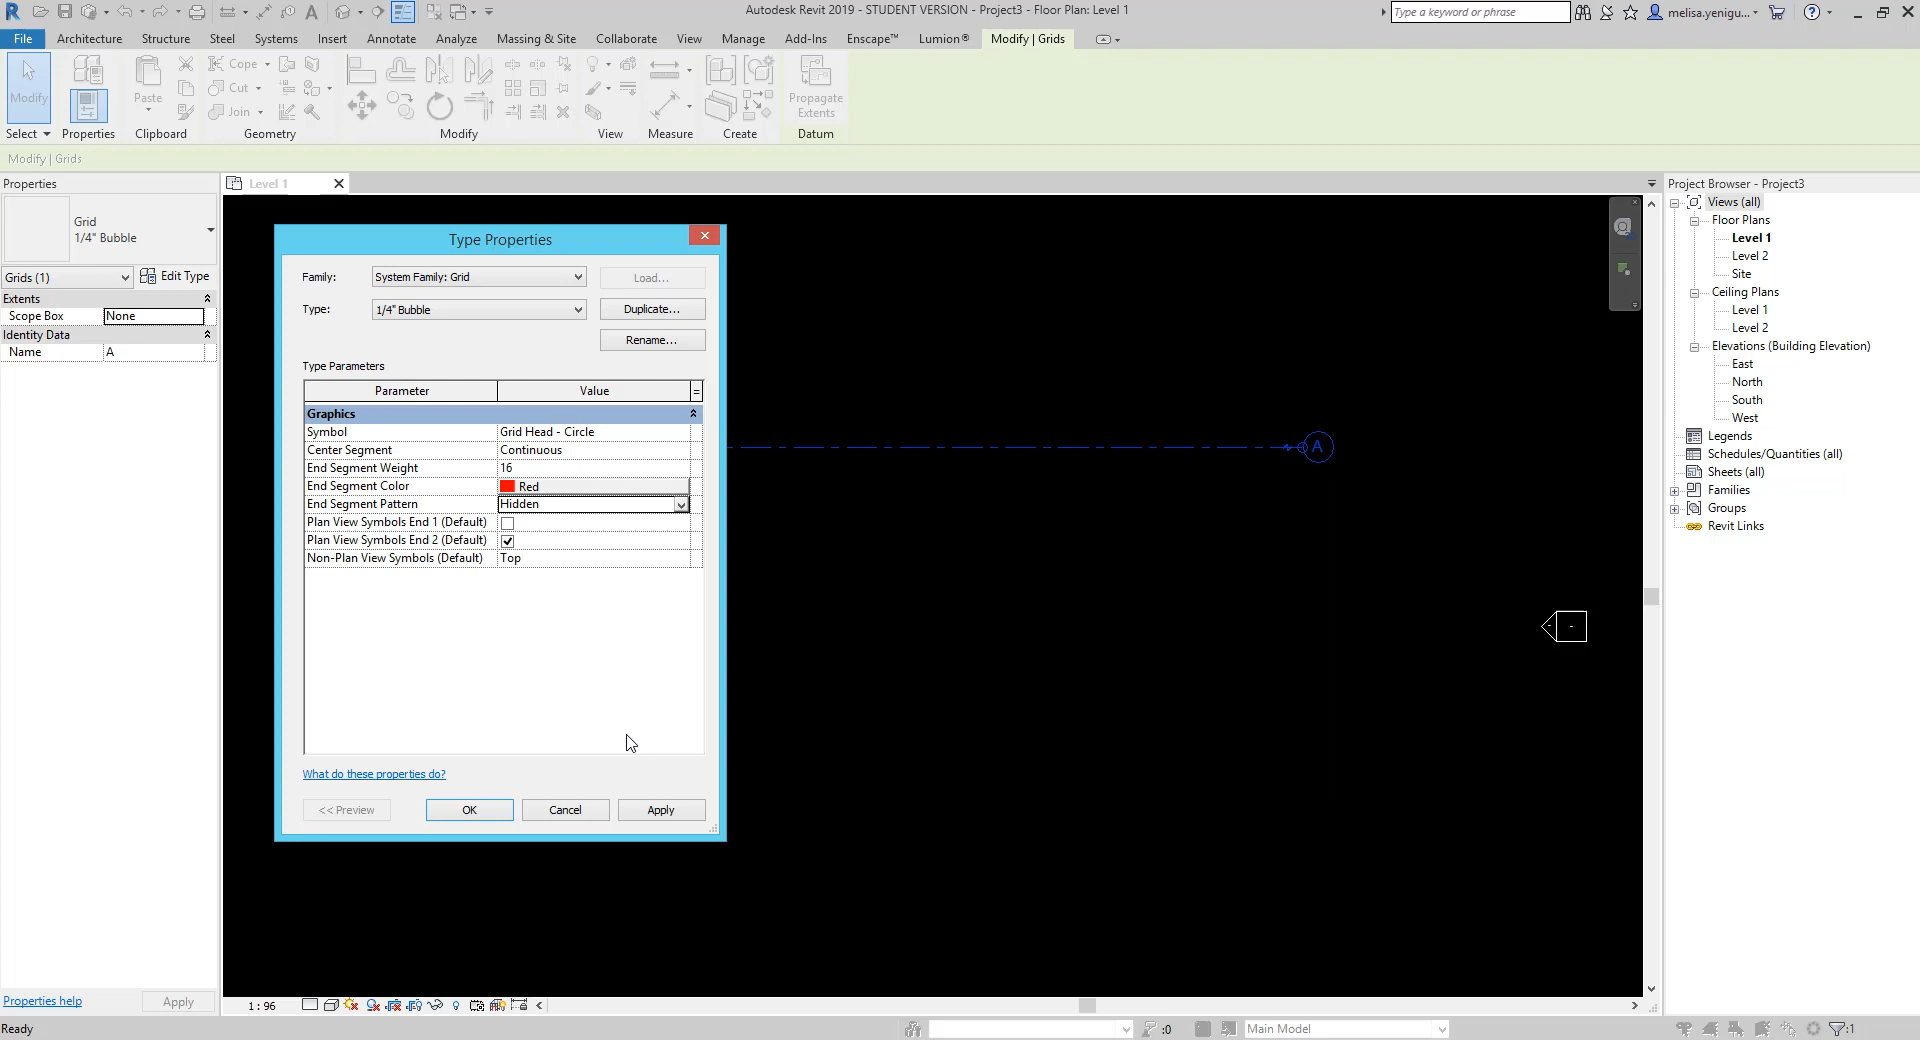 Autodesk Revit 2019 - STUDENT VERSION - Project3 - Floor Plan: Level 1
Type a keyword or phrase
melisa.yenigu...
File Architecture Structure Steel Systems Insert Annotate Analyze Massing & Site Collaborate View Manage Add-Ins Enscape™ Lumion® Modify | Grids
Modify
Paste
Cope
Cut
Join
Propagate
Extents
Select Properties Clipboard Geometry Modify View Measure Create Datum
Modify | Grids
Properties
Grid
1/4" Bubble
Grids (1)
Edit Type
Extents
Scope Box None
Identity Data
Name A
Properties help
Apply
Level 1
Type Properties
Family: System Family: Grid Load...
Type: 1/4" Bubble Duplicate...
Rename...
Type Parameters
Parameter Value =
Graphics
Symbol Grid Head - Circle
Center Segment Continuous
End Segment Weight 16
End Segment Color Red
End Segment Pattern Hidden
Plan View Symbols End 1 (Default)
Plan View Symbols End 2 (Default)
Non-Plan View Symbols (Default) Top
What do these properties do?
<< Preview OK Cancel Apply
A
Project Browser - Project3
Views (all)
Floor Plans
Level 1
Level 2
Site
Ceiling Plans
Level 1
Level 2
Elevations (Building Elevation)
East
North
South
West
Legends
Schedules/Quantities (all)
Sheets (all)
Families
Groups
Revit Links
1 : 96
Ready
:0
Main Model
:1